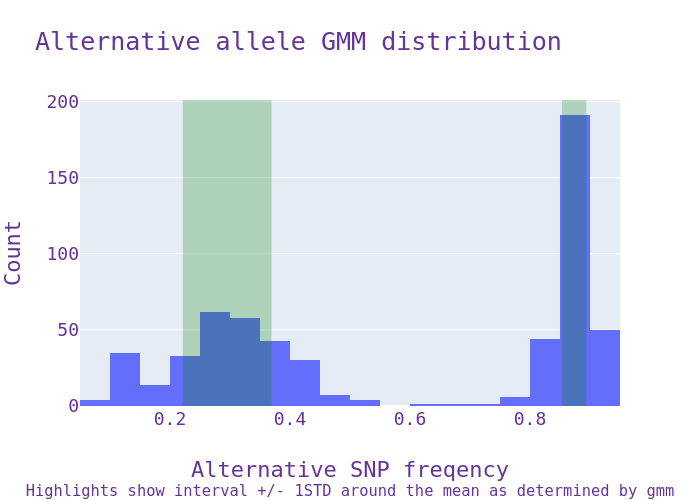 Alternative allele GMM distribution
200
150
100
50
0
Count
0.2 0.4 0.6 0.8
Alternative SNP freqency
Highlights show interval +/- 1STD around the mean as determined by gmm